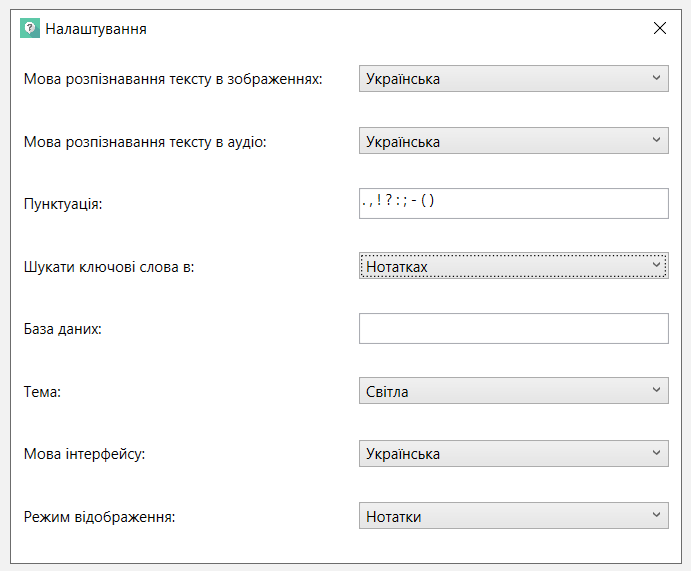 Налаштування
Мова розпізнавання тексту в зображеннях: Українська
Мова розпізнавання тексту в аудіо: Українська
Пунктуація: .,!?:;-()
Шукати ключові слова в: Нотатках
База даних:
Тема: Світла
Мова інтерфейсу: Українська
Режим відображення: Нотатки